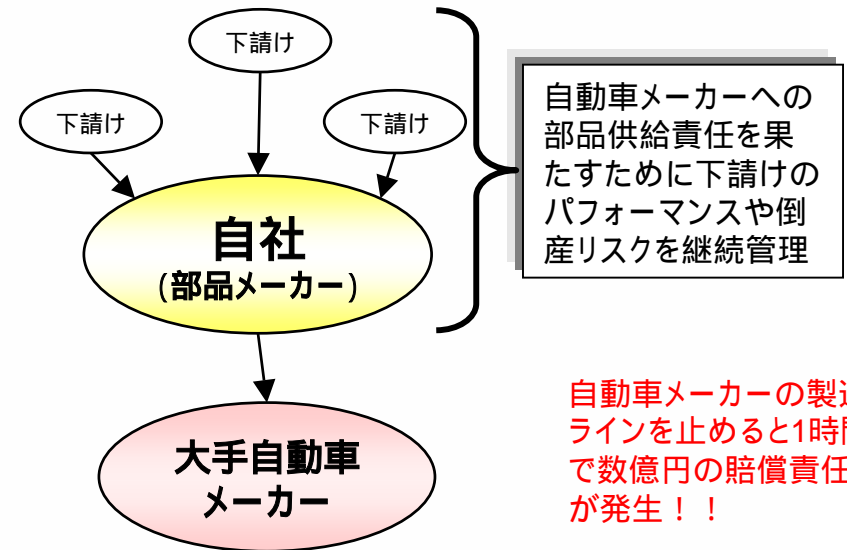 下請け
下請け
下請け
自社
(部品メーカー)
大手自動車
メーカー
自動車メーカーへの
部品供給責任を果
たすために下請けの
パフォーマンスや倒
産リスクを継続管理
自動車メーカーの製造
ラインを止めると1時間
で数億円の賠償責任
が発生！！